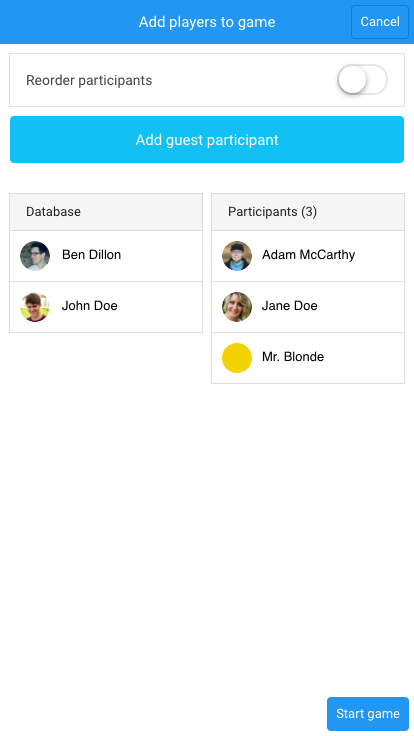 Add players to game
Cancel
Reorder participants
Add guest participant
Database
Ben Dillon
John Doe
Participants (3)
Adam McCarthy
Jane Doe
Mr. Blonde
Start game